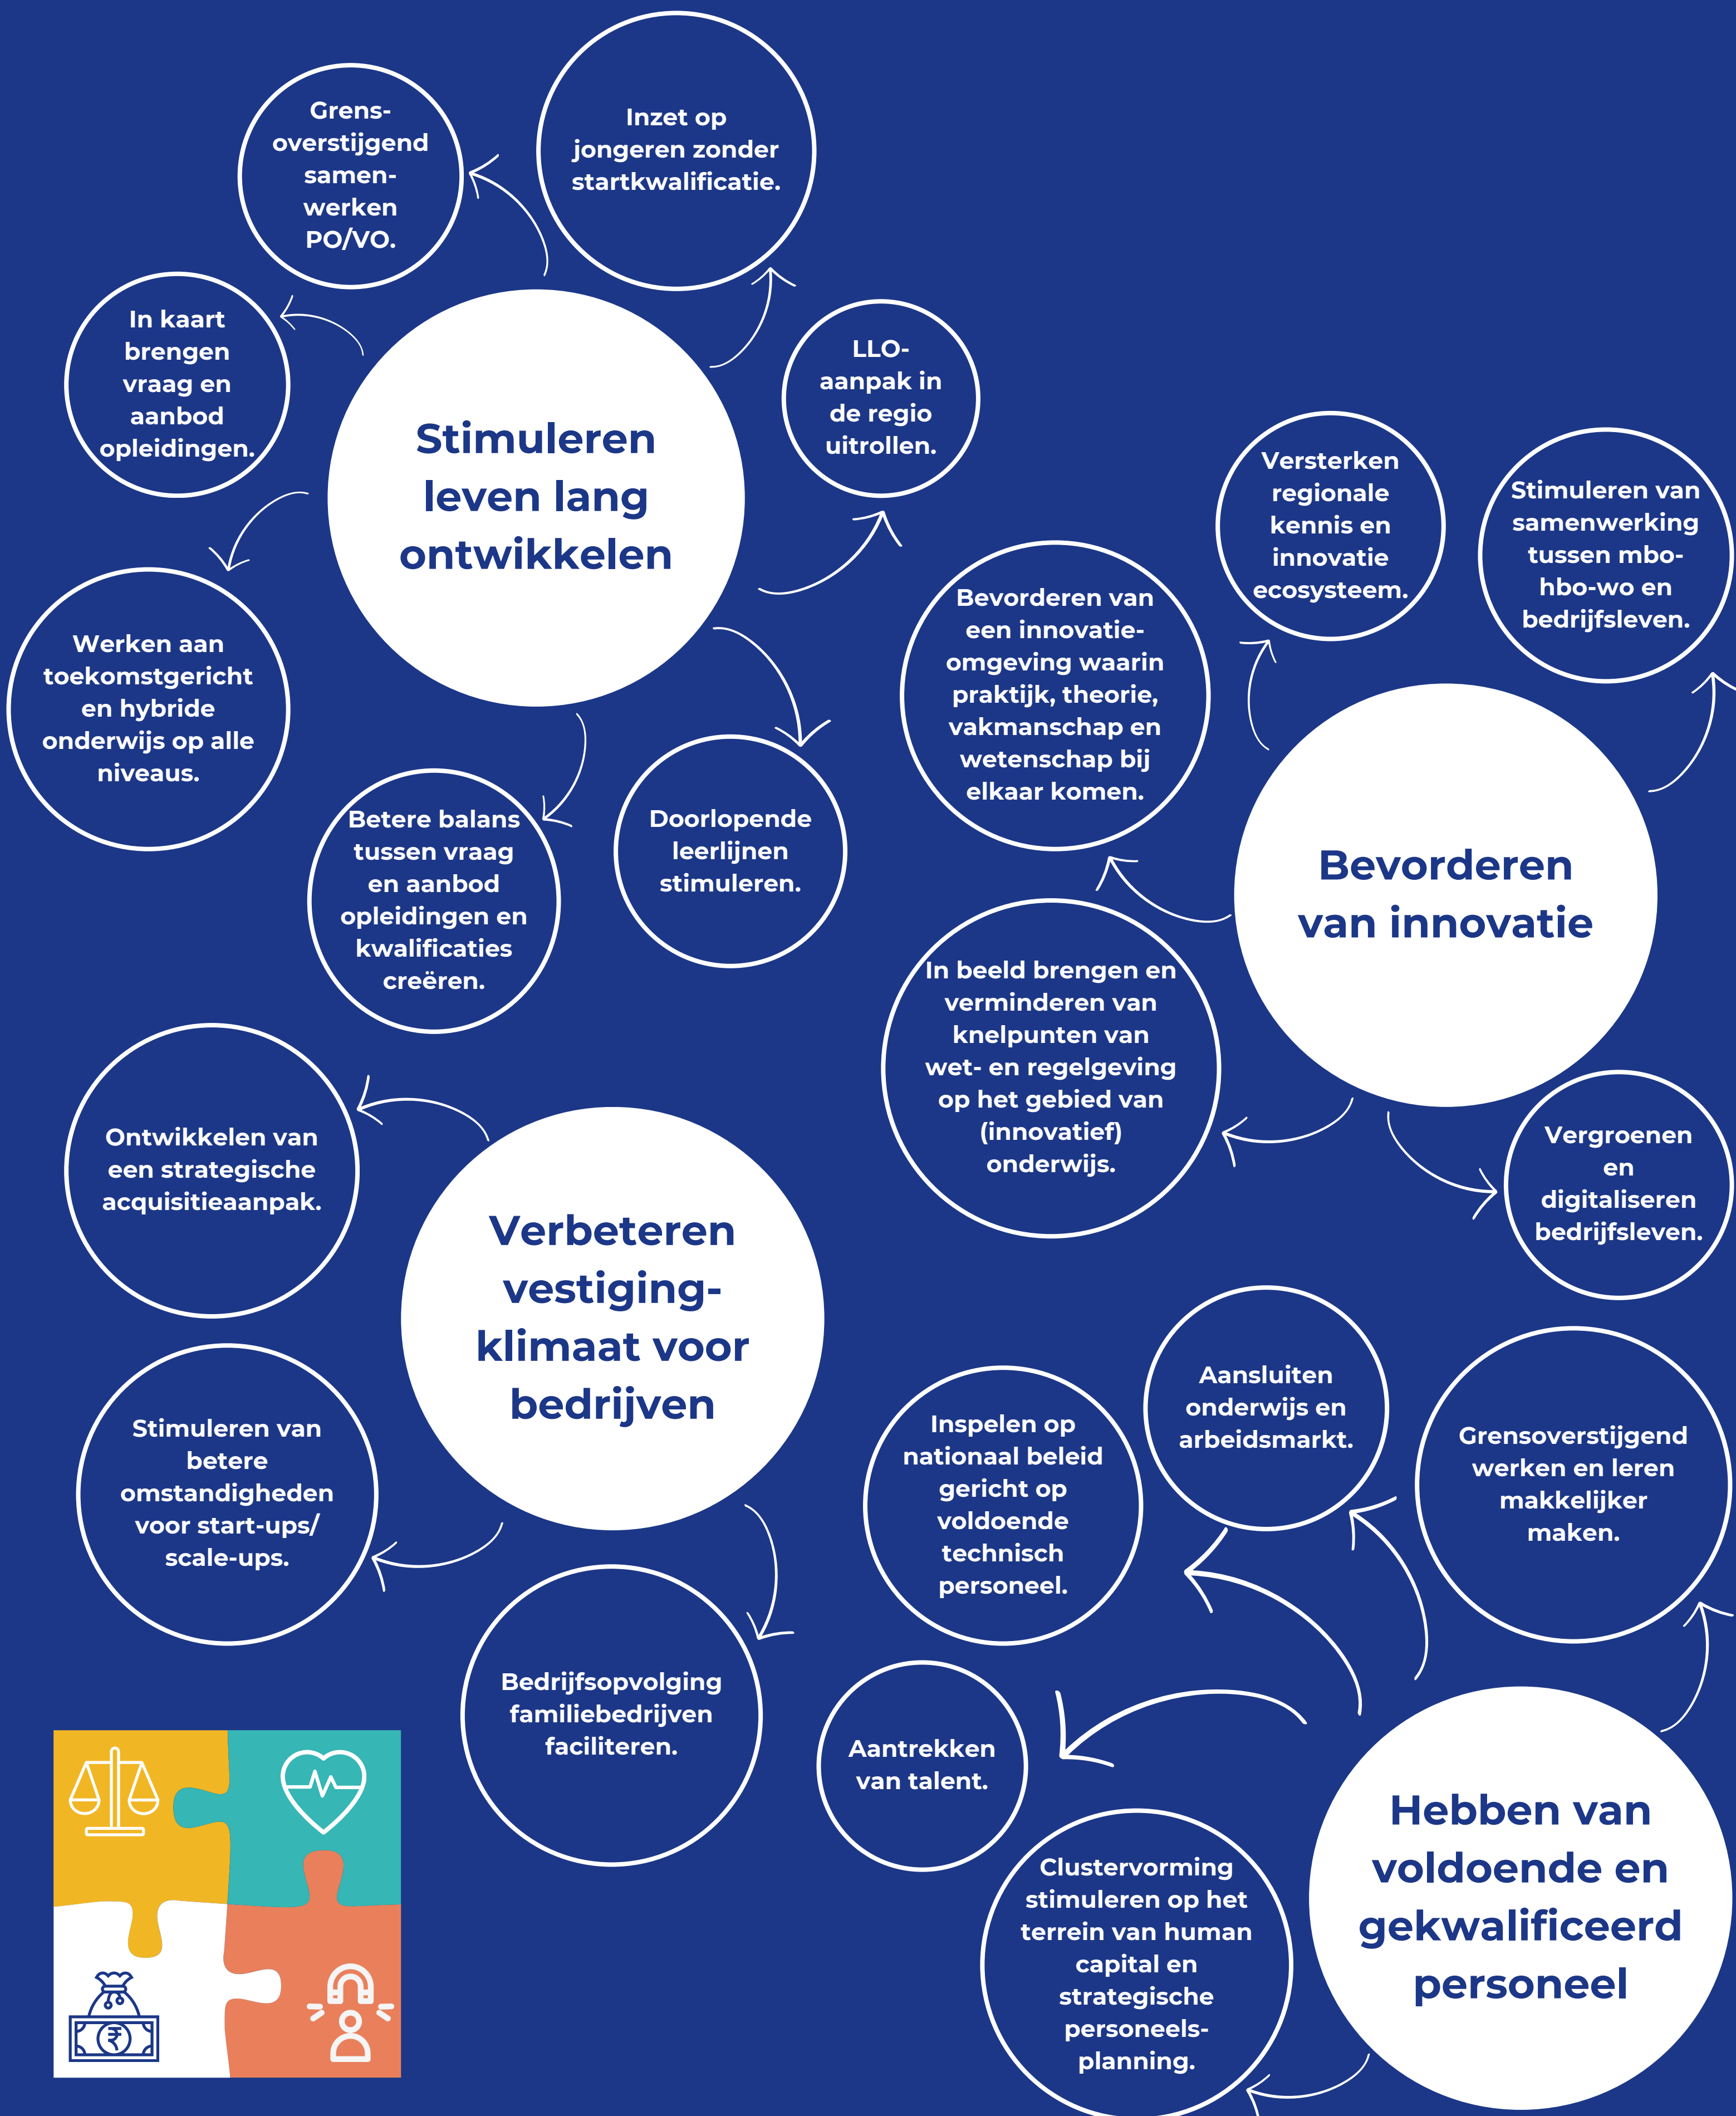 Grens-
overstijgend
samen-
werken
PO/VO.
Inzet op
jongeren zonder
startkwalificatie.
In kaart
brengen
vraag en
aanbod
opleidingen.
LLO-
aanpak in
de regio
uitrollen.
Stimuleren
leven lang
ontwikkelen
Werken aan
toekomstgericht
en hybride
onderwijs op alle
niveaus.
Betere balans
tussen vraag
en aanbod
opleidingen en
kwalificaties
creëren.
Doorlopende
leerlijnen
stimuleren.
Versterken
regionale
kennis en
innovatie
ecosysteem.
Stimuleren van
samenwerking
tussen mbo-
hbo-wo en
bedrijfsleven.
Bevorderen van
een innovatie-
omgeving waarin
praktijk, theorie,
vakmanschap en
wetenschap bij
elkaar komen.
Bevorderen
van innovatie
In beeld brengen en
verminderen van
knelpunten van
wet- en regelgeving
op het gebied van
(innovatief)
onderwijs.
Vergroenen
en
digitaliseren
bedrijfsleven.
Ontwikkelen van
een strategische
acquisitieaanpak.
Verbeteren
vestiging-
klimaat voor
bedrijven
Stimuleren van
betere
omstandigheden
voor start-ups/
scale-ups.
Bedrijfsopvolging
familiebedrijven
faciliteren.
Inspelen op
nationaal beleid
gericht op
voldoende
technisch
personeel.
Aansluiten
onderwijs en
arbeidsmarkt.
Grensoverstijgend
werken en leren
makkelijker
maken.
Aantrekken
van talent.
Hebben van
voldoende en
gekwalificeerd
personeel
Clustervorming
stimuleren op het
terrein van human
capital en
strategische
personeels-
planning.
₹